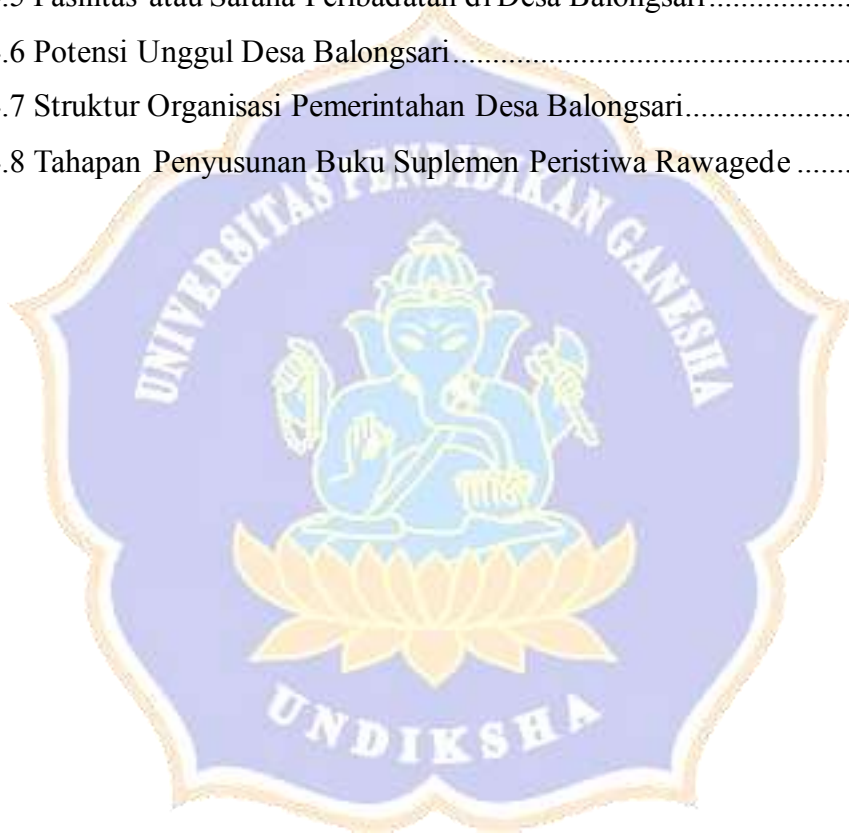 .5 Fasilitas atau Sarana Peribadatan di Desa Balongsari..............................
.6 Potensi Unggul Desa Balongsari..........................................................
.7 Struktur Organisasi Pemerintahan Desa Balongsari.......................
.8 Tahapan Penyusunan Buku Suplemen Peristiwa Rawagede .......
UNIVERSITAS PENDIDIKAN GANESHA
UNDIKSHA